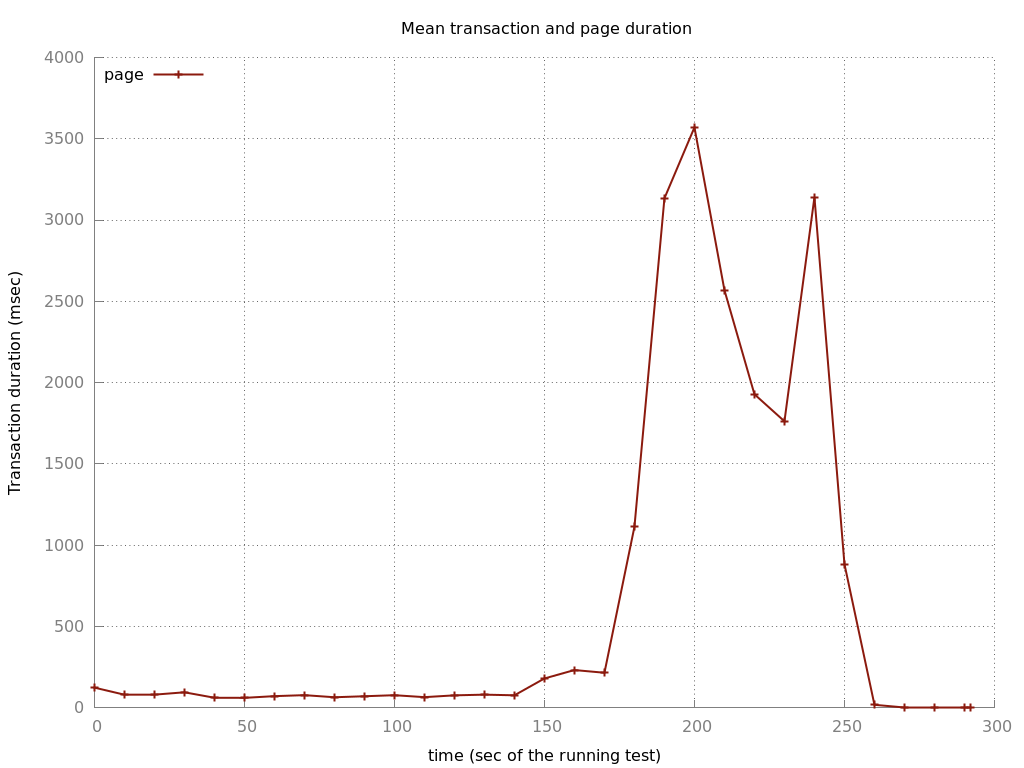 Mean transaction and page duration
page
4000
3500
3000
2500
2000
1500
1000
500
0
0 50 100 150 200 250 300
Transaction duration (msec)
time (sec of the running test)